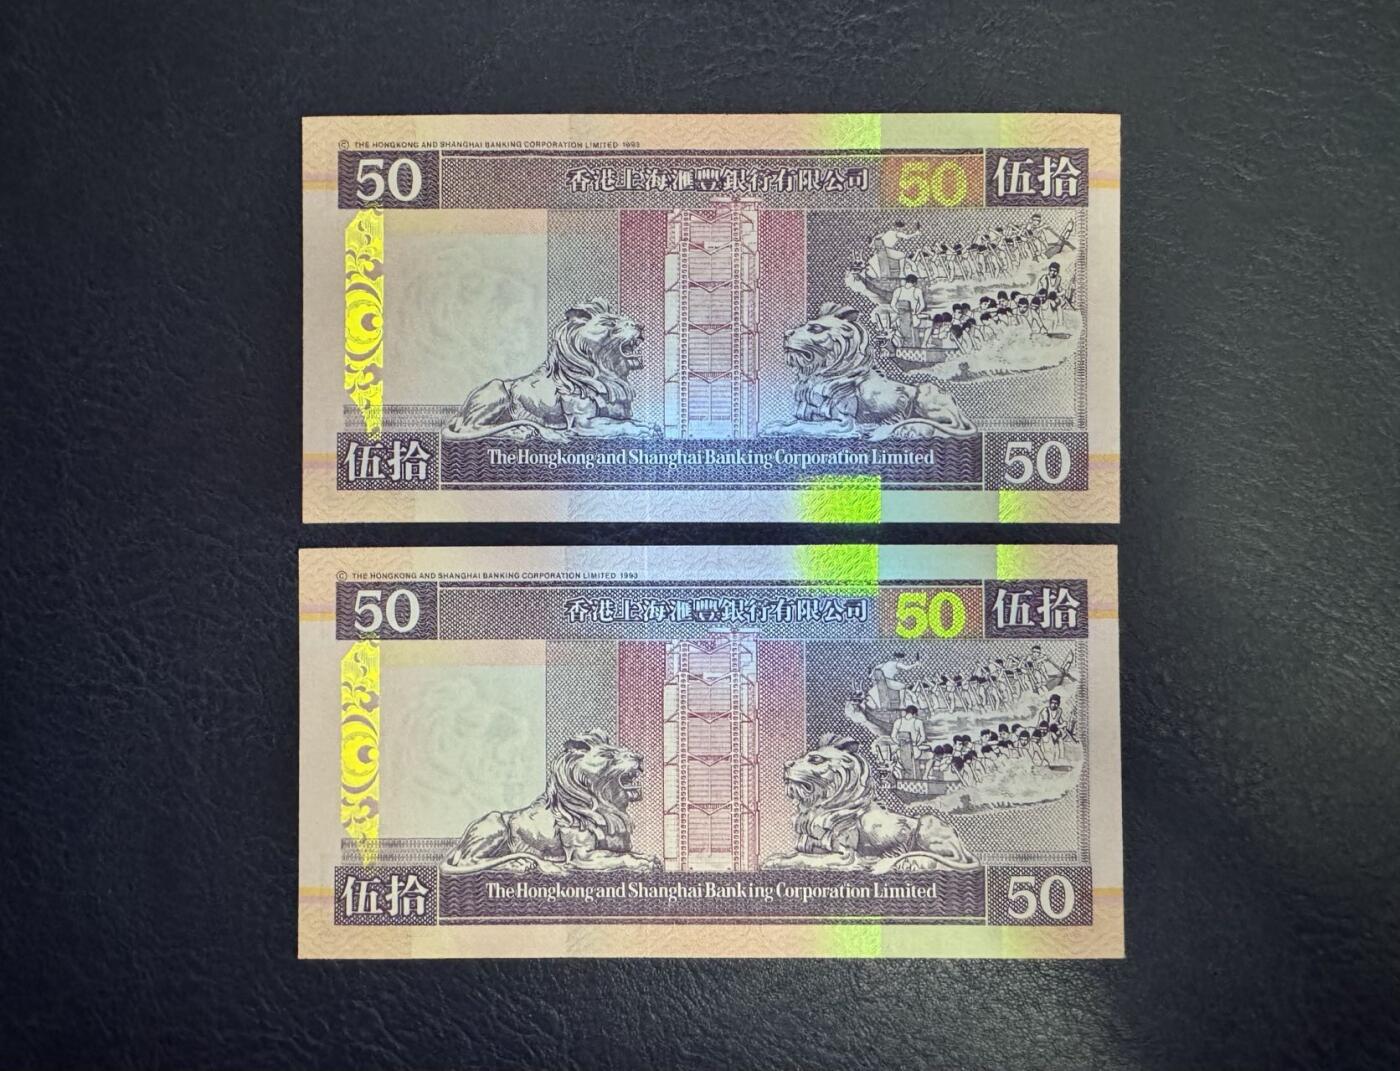 © THE HONGKONG AND SHANGHAI BANKING CORPORATION LIMITED 1993
50 香港上海滙豐銀行有限公司 50 伍拾
伍拾 The Hongkong and Shanghai Banking Corporation Limited 50
© THE HONGKONG AND SHANGHAI BANKING CORPORATION LIMITED 1993
50 香港上海滙豐銀行有限公司 50 伍拾
伍拾 The Hongkong and Shanghai Banking Corporation Limited 50